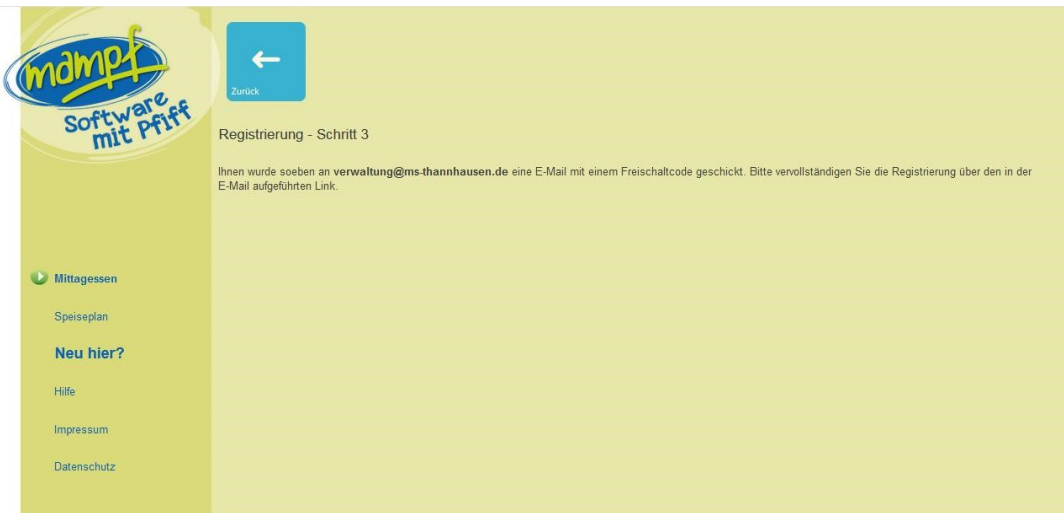 mampf
Software
mit Pfiff
Zurück
Registrierung - Schritt 3
Ihnen wurde soeben an verwaltung@ms-thannhausen.de eine E-Mail mit einem Freischaltcode geschickt. Bitte vervollständigen Sie die Registrierung über den in der
E-Mail aufgeführten Link.
Mittagessen
Speiseplan
Neu hier?
Hilfe
Impressum
Datenschutz